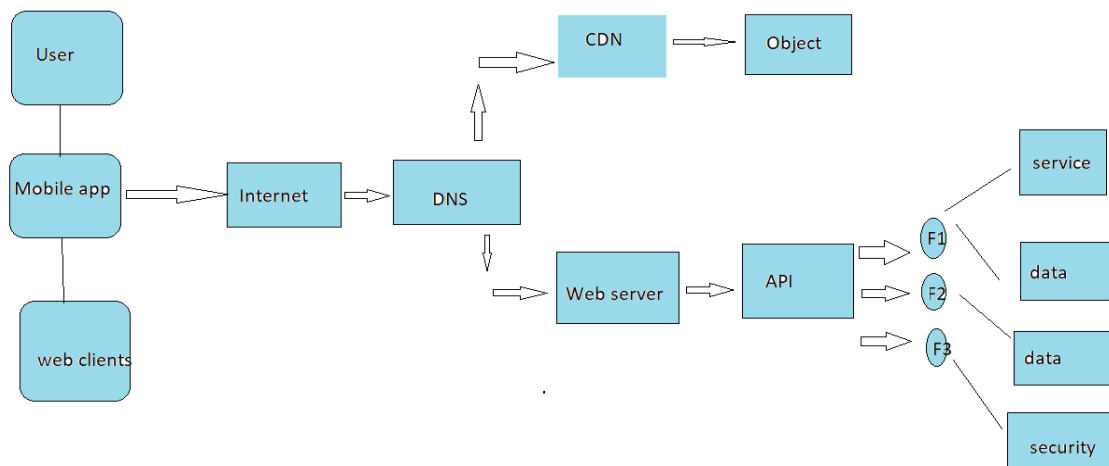 User
Mobile app
web clients
Internet
DNS
CDN
Object
Web server
API
F1
F2
F3
service
data
data
security